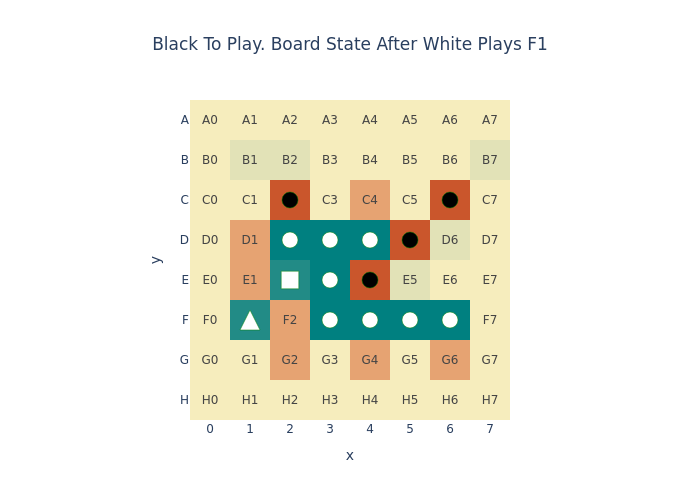 Black To Play. Board State After White Plays F1
A A0 A1 A2 A3 A4 A5 A6 A7
B B0 B1 B2 B3 B4 B5 B6 B7
C C0 C1 C3 C4 C5 C7
D D0 D1 D6 D7
E E0 E1 E5 E6 E7
F F0 F2 F7
G G0 G1 G2 G3 G4 G5 G6 G7
H H0 H1 H2 H3 H4 H5 H6 H7
0 1 2 3 4 5 6 7
x
y